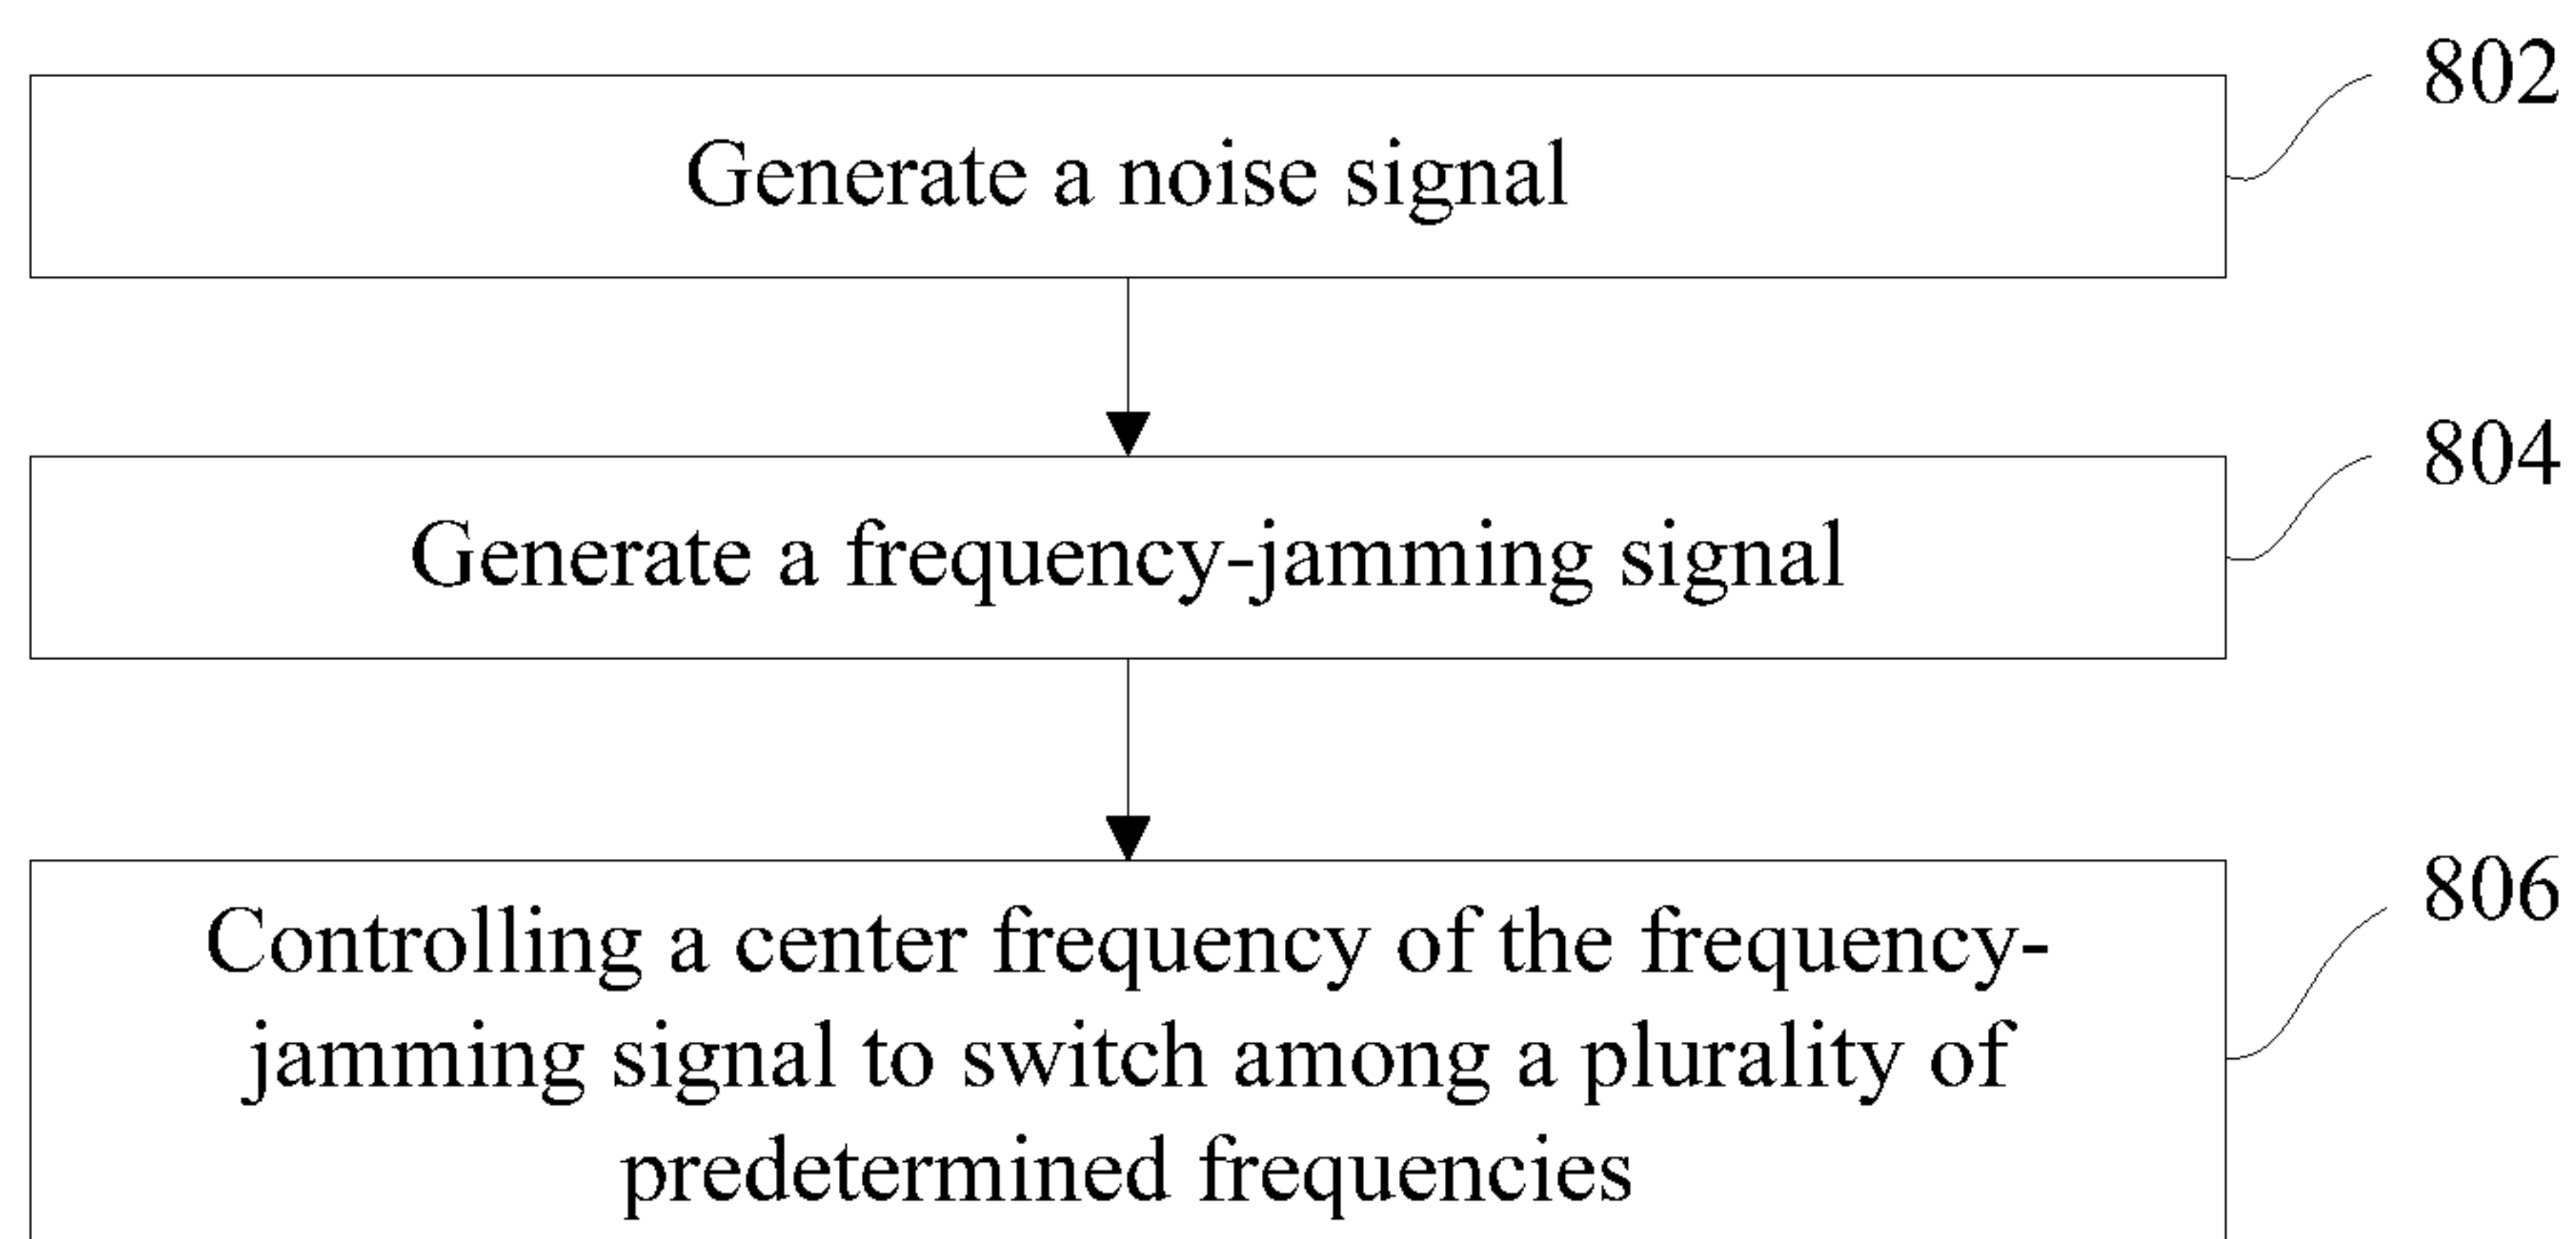 802
Generate a noise signal
804
Generate a frequency-jamming signal
806
Controlling a center frequency of the frequency-
jamming signal to switch among a plurality of
predetermined frequencies